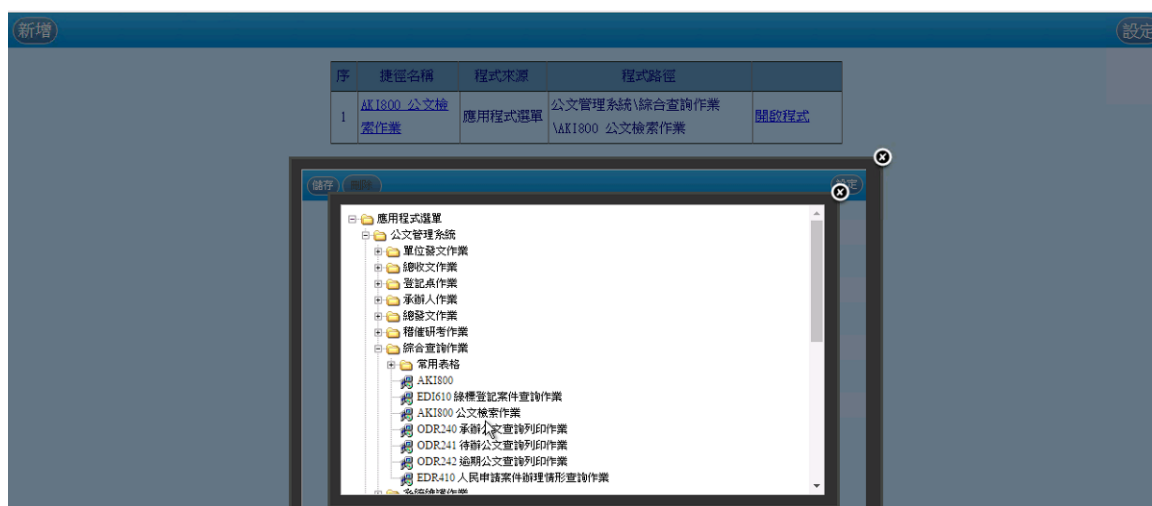 新增
設定
序 捷徑名稱 程式來源 程式路徑
1 AKI800 公文檢索作業 應用程式選單 公文管理系統\綜合查詢作業\AKI800 公文檢索作業 開啟程式
儲存 刪除
應用程式選單
公文管理系統
單位發文作業
總收文作業
登記桌作業
承辦人作業
總發文作業
稽催研考作業
綜合查詢作業
常用表格
AKI800
EDI610 線標登記案件查詢作業
AKI800 公文檢索作業
ODR240 承辦公文查詢列印作業
ODR241 待辦公文查詢列印作業
ODR242 逾期公文查詢列印作業
EDR410 人民申請案件辦理情形查詢作業
系統維護作業